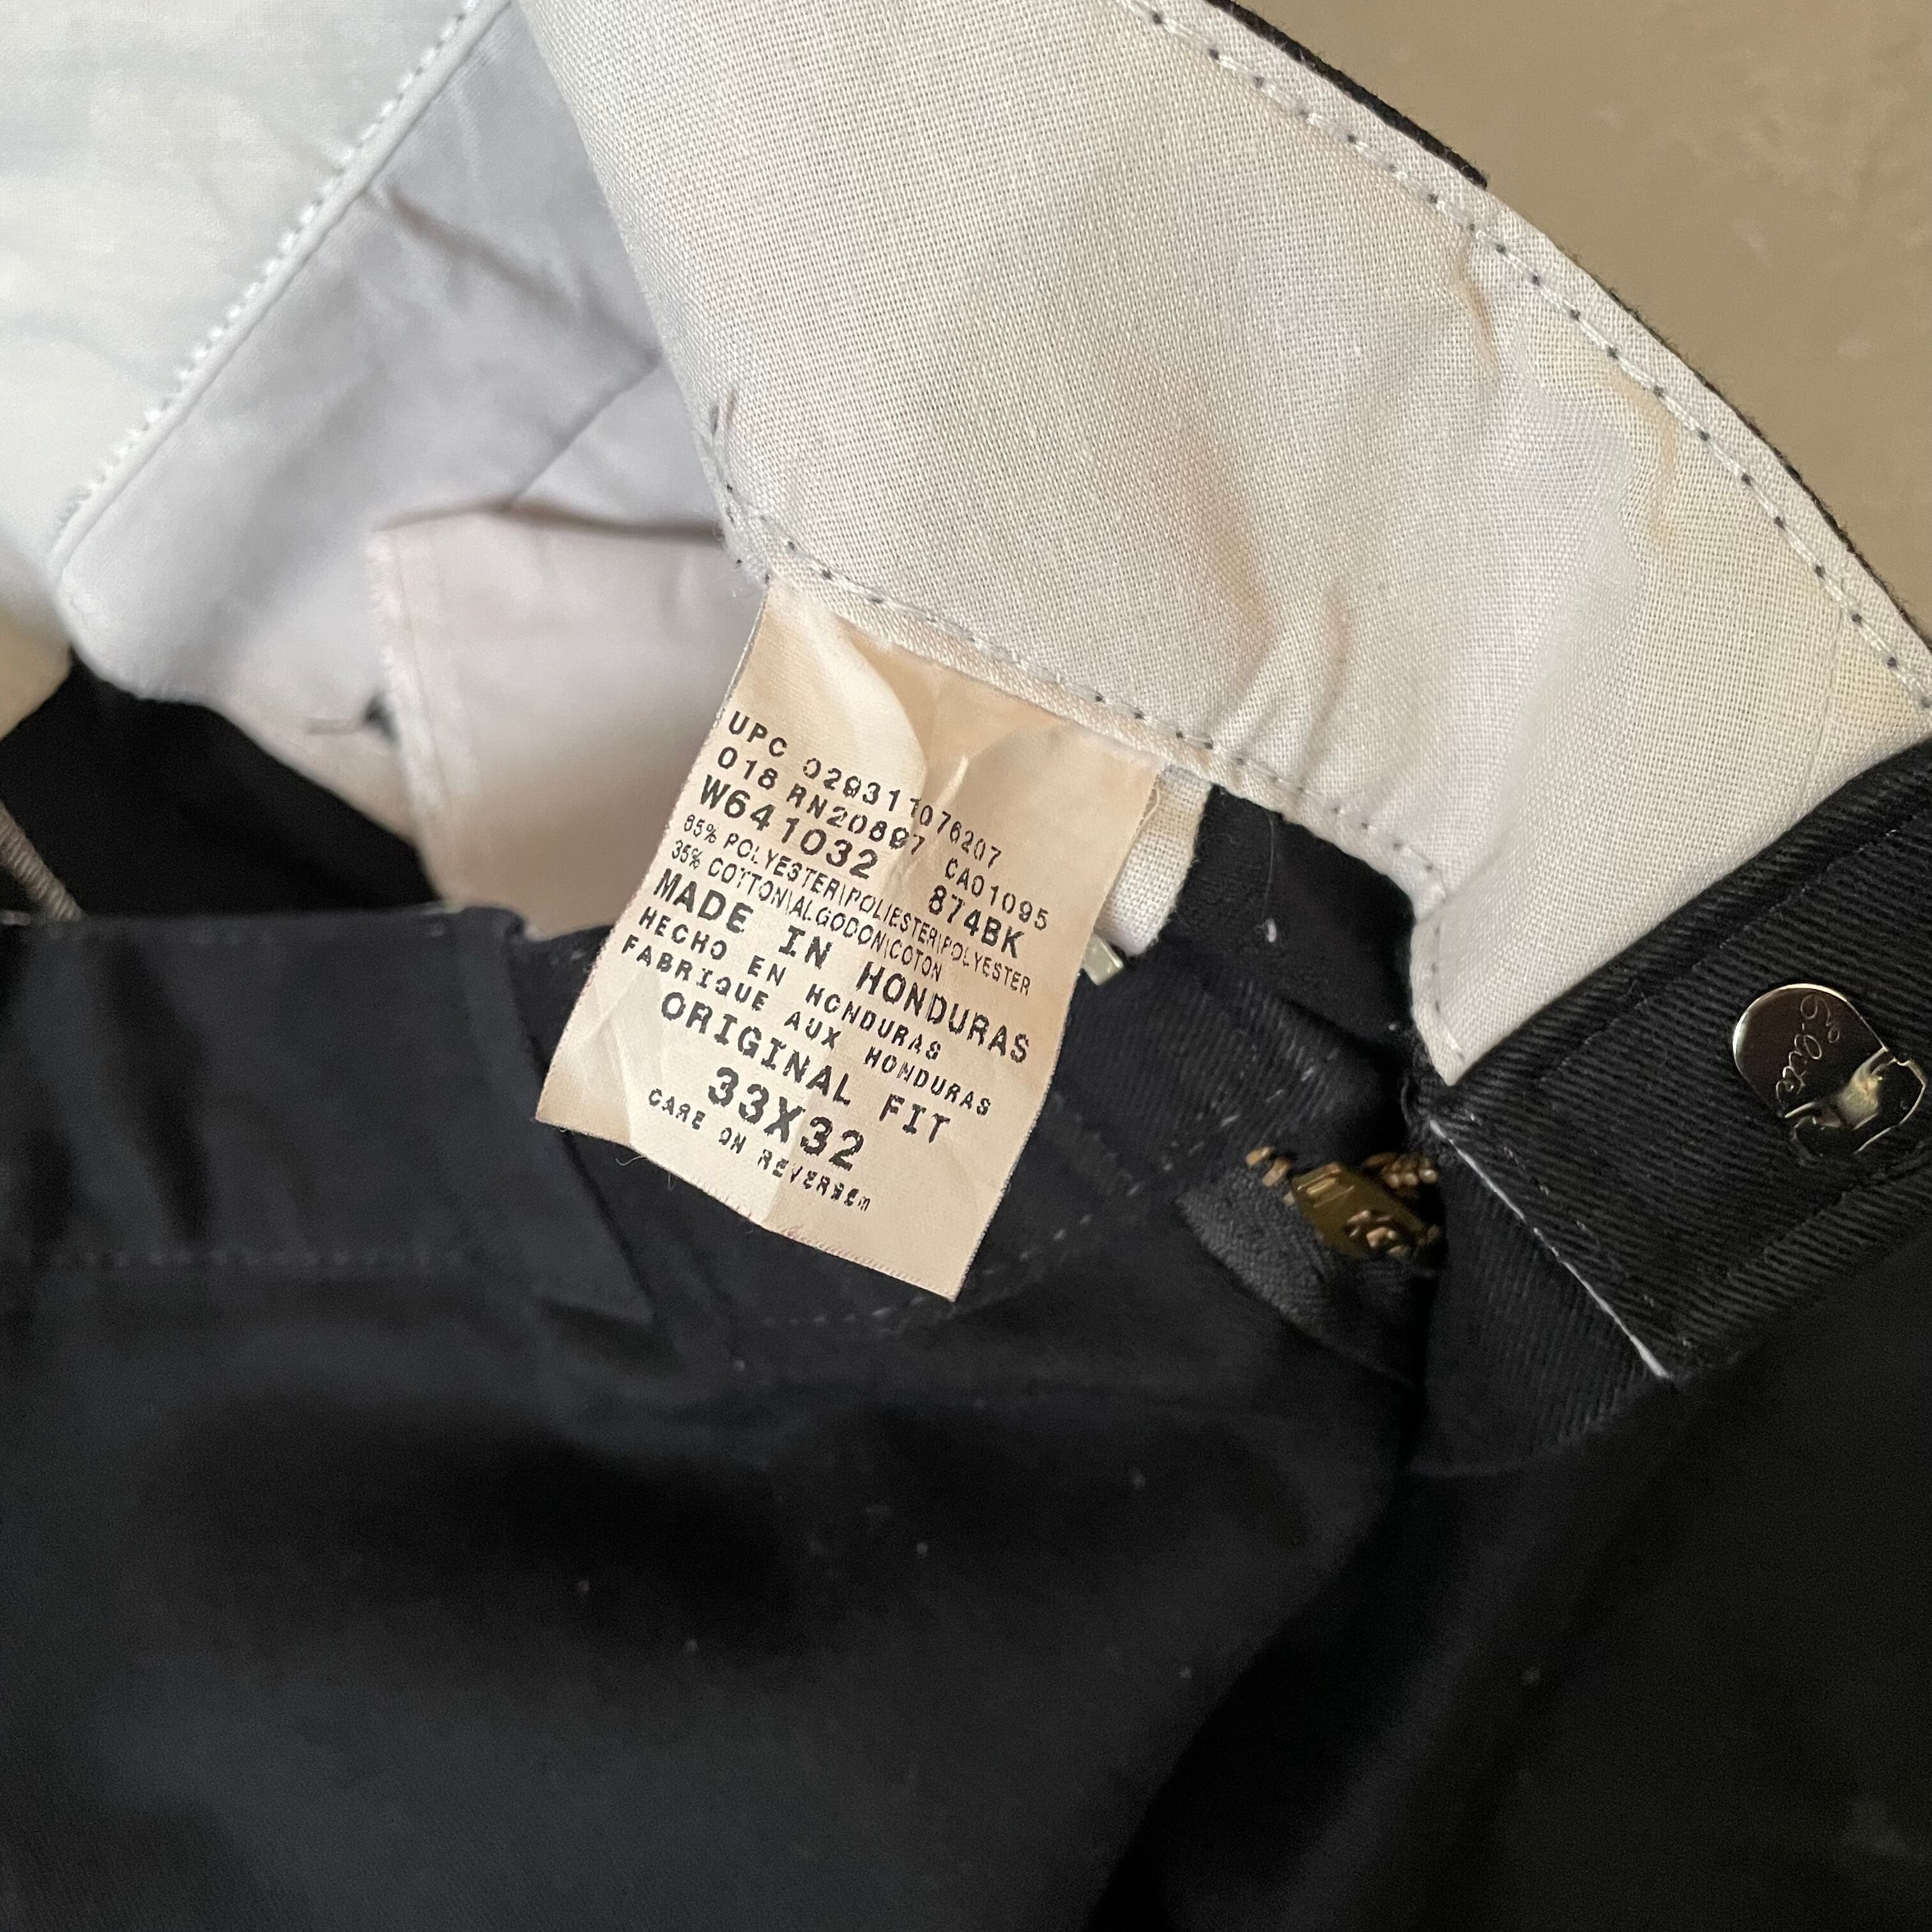 UPC 029311076207
018 RN20897 CA01095
W641032 874BK
65% POLYESTER\POLIESTER\POLYESTER
35% COTTON\ALGODON\COTON
MADE IN HONDURAS
HECHO EN HONDURAS
FABRIQUE AUX HONDURAS
ORIGINAL FIT
33X32
CARE ON REVERSE